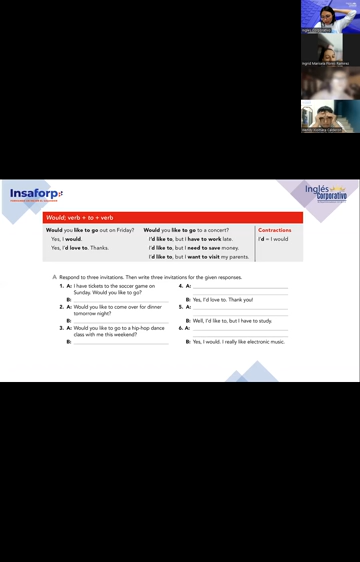 Insaforp
Inglés
Corporativo
Would; verb + to + verb
Would you like to go out on Friday?
Yes, I would.
Yes, I'd love to. Thanks.
Would you like to go to a concert?
I'd like to, but I have to work late.
I'd like to, but I need to save money.
I'd like to, but I want to visit my parents.
Contractions
I'd = I would
A Respond to three invitations. Then write three invitations for the given responses.
1. A: I have tickets to the soccer game on
Sunday. Would you like to go?
B:
2. A: Would you like to come over for dinner
tomorrow night?
B:
3. A: Would you like to go to a hip-hop dance
class with me this weekend?
B:
4. A:
B: Yes, I'd love to. Thank you!
5. A:
B: Well, I'd like to, but I have to study.
6. A:
B: Yes, I would. I really like electronic music.